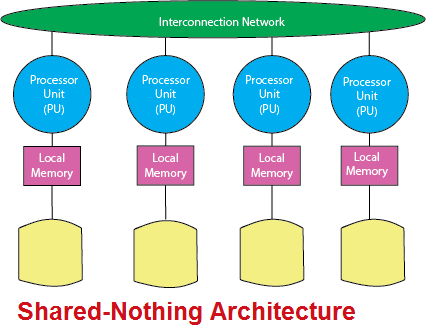 Interconnection Network
Processor
Unit
(PU)
Processor
Unit
(PU)
Processor
Unit
(PU)
Processor
Unit
(PU)
Local
Memory
Local
Memory
Local
Memory
Local
Memory
Shared-Nothing Architecture